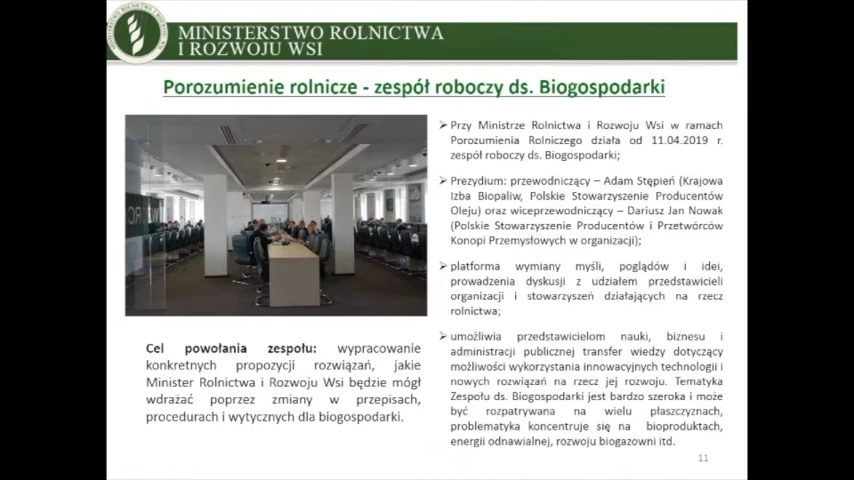 MINISTERSTWO ROLNICTWA
I ROZWOJU WSI
Porozumienie rolnicze - zespół roboczy ds. Biogospodarki
Cel powołania zespołu: wypracowanie
konkretnych propozycji rozwiązań, jakie
Minister Rolnictwa i Rozwoju Wsi będzie mógł
wdrażać poprzez zmiany w przepisach,
procedurach i wytycznych dla biogospodarki.
➢ Przy Ministrze Rolnictwa i Rozwoju Wsi w ramach
Porozumienia Rolniczego działa od 11.04.2019 r.
zespół roboczy ds. Biogospodarki;
➢ Prezydium: przewodniczący – Adam Stępień (Krajowa
Izba Biopaliw, Polskie Stowarzyszenie Producentów
Oleju) oraz wiceprzewodniczący – Dariusz Jan Nowak
(Polskie Stowarzyszenie Producentów i Przetwórców
Konopi Przemysłowych w organizacji);
➢ platforma wymiany myśli, poglądów i idei,
prowadzenia dyskusji z udziałem przedstawicieli
organizacji i stowarzyszeń działających na rzecz
rolnictwa;
➢ umożliwia przedstawicielom nauki, biznesu i
administracji publicznej transfer wiedzy dotyczący
możliwości wykorzystania innowacyjnych technologii i
nowych rozwiązań na rzecz jej rozwoju. Tematyka
Zespołu ds. Biogospodarki jest bardzo szeroka i może
być rozpatrywana na wielu płaszczyznach,
problematyka koncentruje się na bioproduktach,
energii odnawialnej, rozwoju biogazowni itd.
11